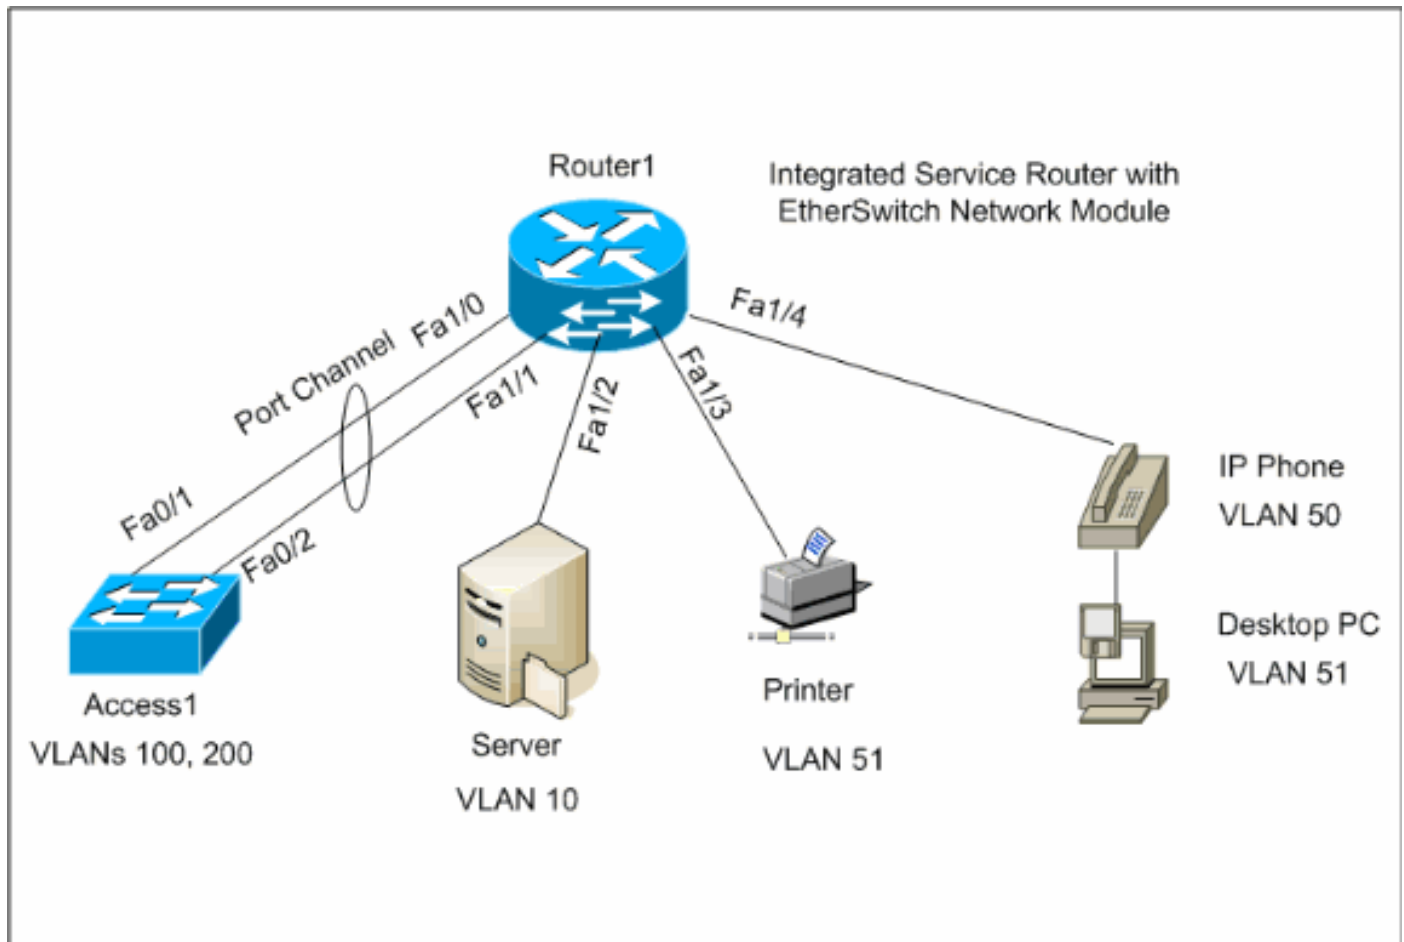 Router1
Integrated Service Router with
EtherSwitch Network Module
Port Channel
Fa1/0
Fa1/1
Fa1/2
Fa1/3
Fa1/4
Fa0/1
Fa0/2
Access1
VLANs 100, 200
Server
VLAN 10
Printer
VLAN 51
IP Phone
VLAN 50
Desktop PC
VLAN 51